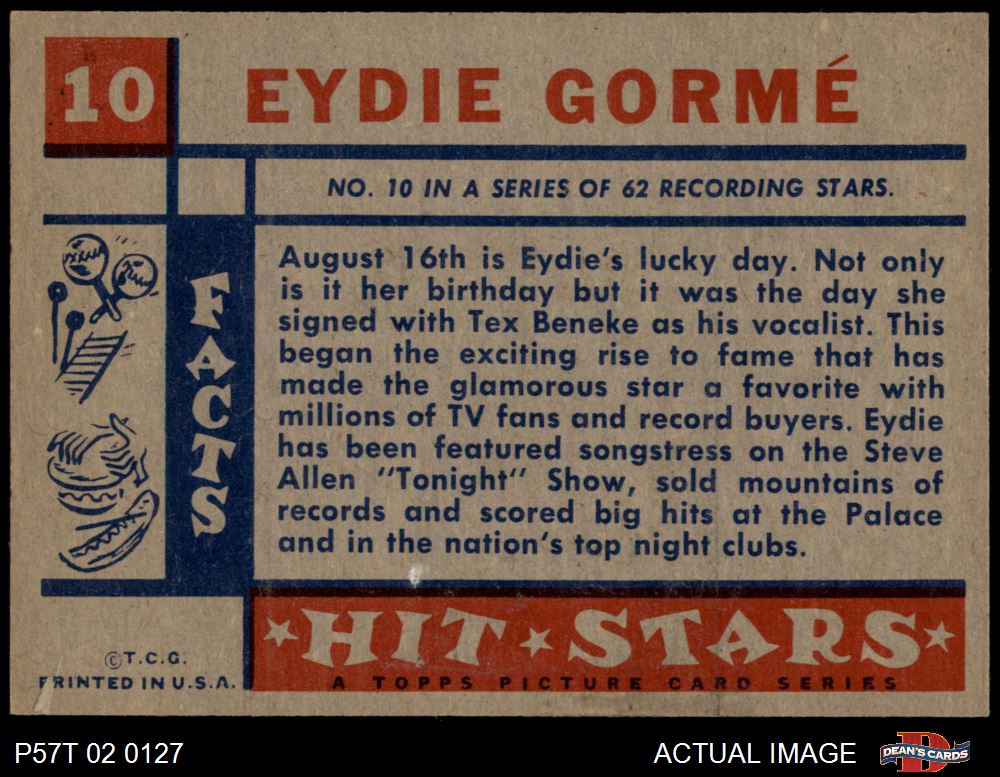 10
EYDIE GORMÉ
NO. 10 IN A SERIES OF 62 RECORDING STARS.
FACTS
August 16th is Eydie's lucky day. Not only
is it her birthday but it was the day she
signed with Tex Beneke as his vocalist. This
began the exciting rise to fame that has
made the glamorous star a favorite with
millions of TV fans and record buyers. Eydie
has been featured songstress on the Steve
Allen "Tonight" Show, sold mountains of
records and scored big hits at the Palace
and in the nation's top night clubs.
©T.C.G.
PRINTED IN U.S.A.
HIT STARS
A TOPPS PICTURE CARD SERIES
P57T 02 0127
ACTUAL IMAGE
D
DEAN'S CARDS